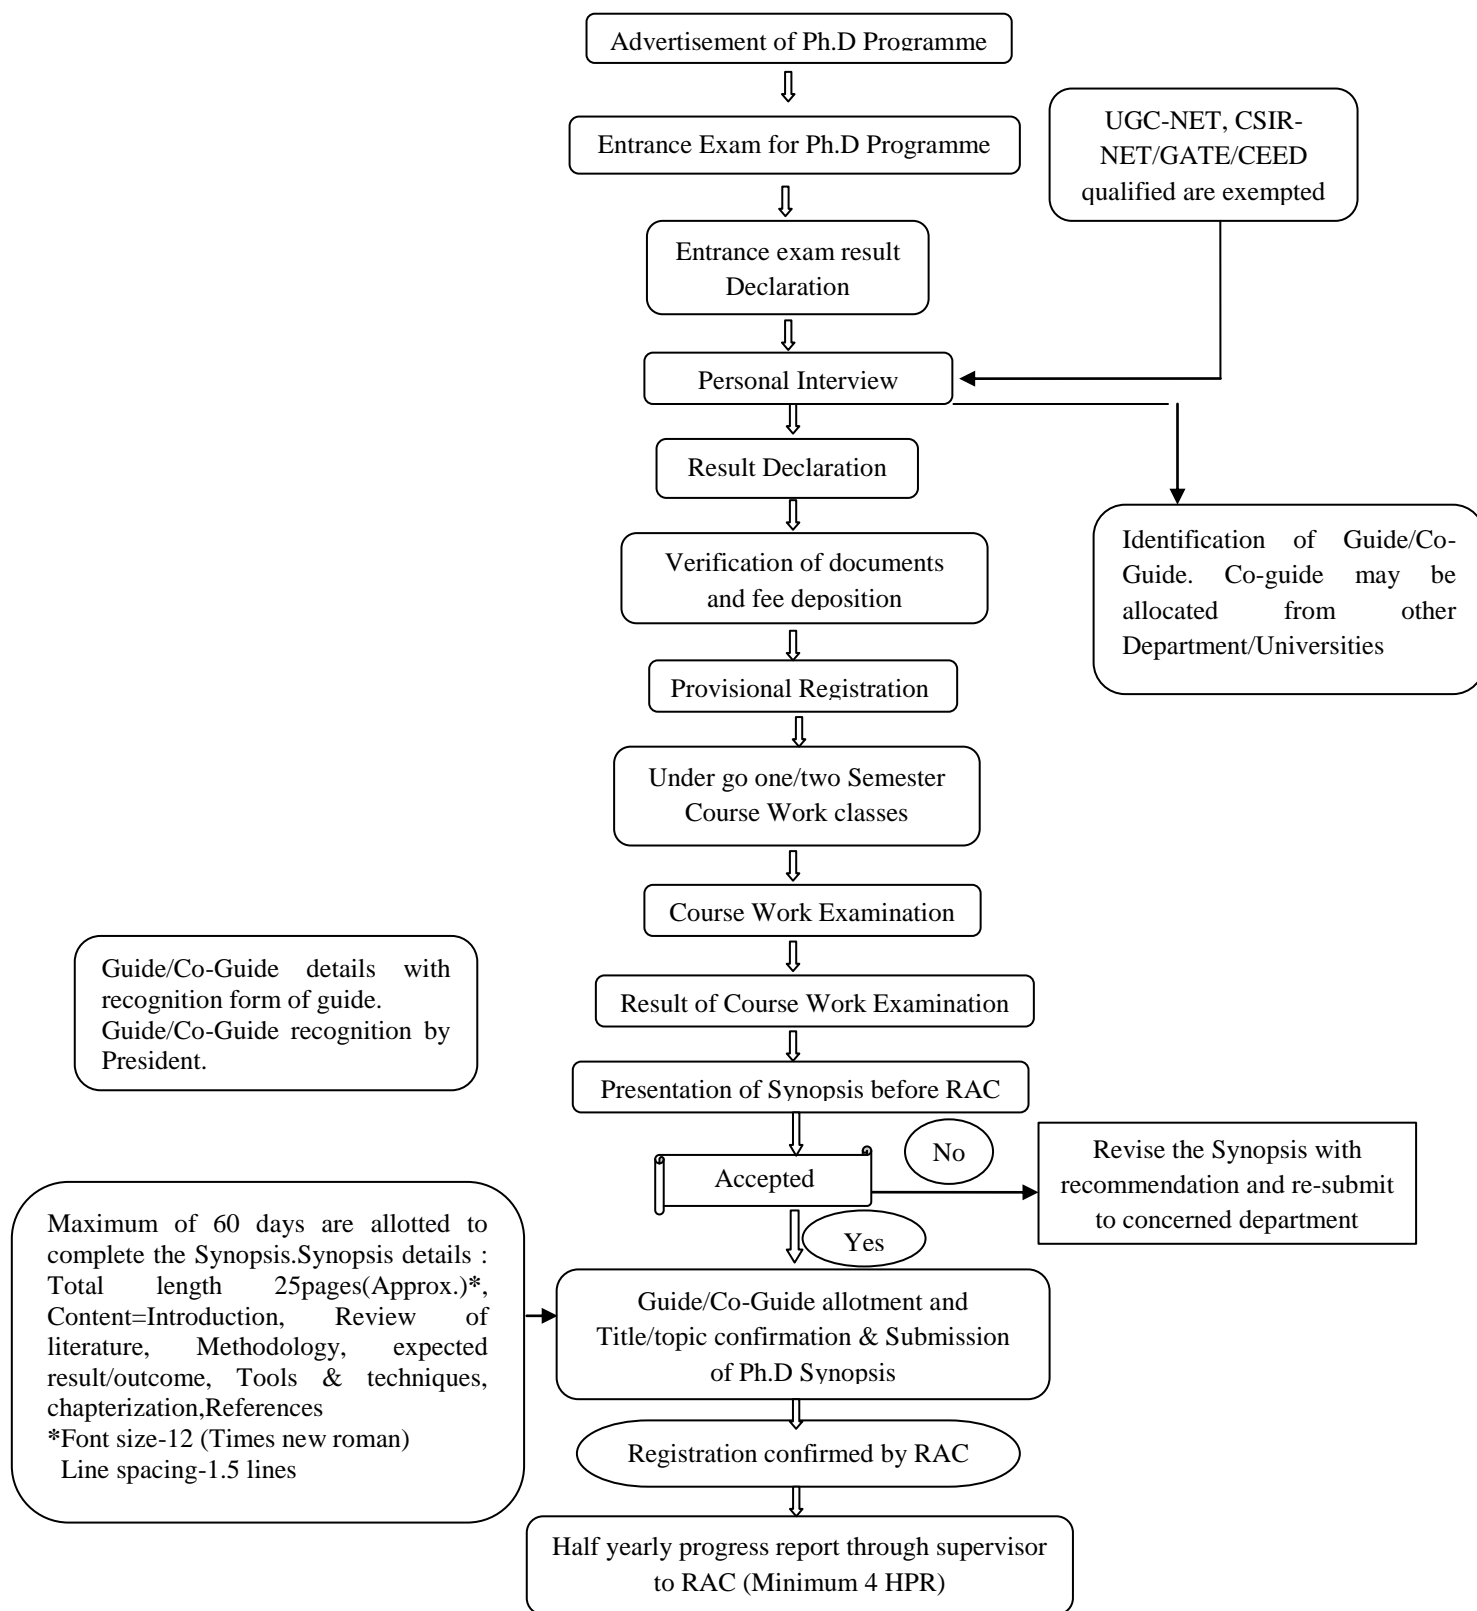 Advertisement of Ph.D Programme
Entrance Exam for Ph.D Programme
UGC-NET, CSIR-
NET/GATE/CEED
qualified are exempted
Entrance exam result
Declaration
Personal Interview
Result Declaration
Identification of Guide/Co-
Guide. Co-guide may be
allocated from other
Department/Universities
Verification of documents
and fee deposition
Provisional Registration
Under go one/two Semester
Course Work classes
Course Work Examination
Guide/Co-Guide details with
recognition form of guide.
Guide/Co-Guide recognition by
President.
Result of Course Work Examination
Presentation of Synopsis before RAC
Accepted
No
Revise the Synopsis with
recommendation and re-submit
to concerned department
Yes
Maximum of 60 days are allotted to
complete the Synopsis.Synopsis details :
Total length 25pages(Approx.)*,
Content=Introduction, Review of
literature, Methodology, expected
result/outcome, Tools & techniques,
chapterization,References
*Font size-12 (Times new roman)
Line spacing-1.5 lines
Guide/Co-Guide allotment and
Title/topic confirmation & Submission
of Ph.D Synopsis
Registration confirmed by RAC
Half yearly progress report through supervisor
to RAC (Minimum 4 HPR)